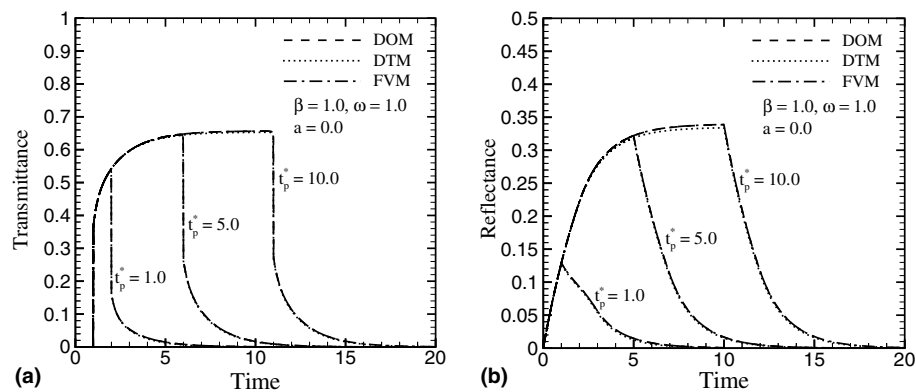 0.8
0.7
0.6
0.5
0.4
0.3
0.2
0.1
0
Transmittance
DOM
DTM
FVM
β = 1.0, ω = 1.0
a = 0.0
t*p = 10.0
t*p = 5.0
t*p = 1.0
0 5 10 15 20
Time
(a)
0.5
0.45
0.4
0.35
0.3
0.25
0.2
0.15
0.1
0.05
0
Reflectance
DOM
DTM
FVM
β = 1.0, ω = 1.0
a = 0.0
t*p = 10.0
t*p = 5.0
t*p = 1.0
0 5 10 15 20
Time
(b)